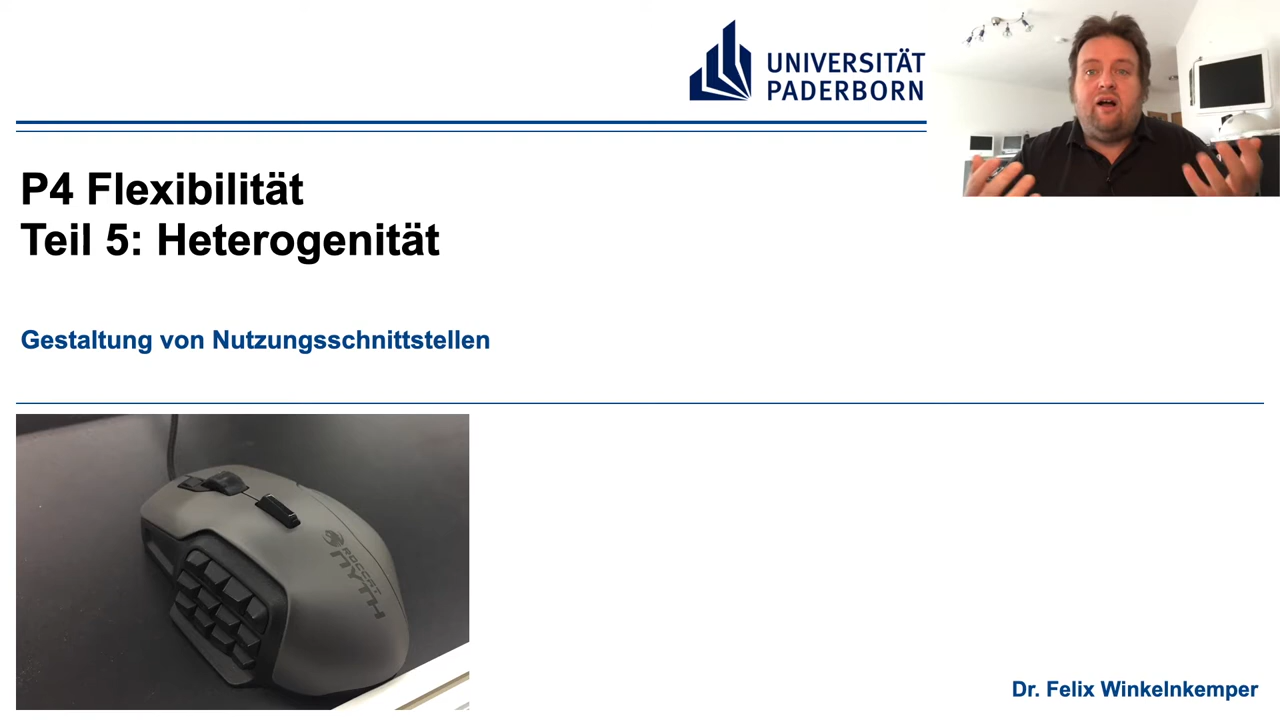 UNIVERSITÄT
PADERBORN
P4 Flexibilität
Teil 5: Heterogenität
Gestaltung von Nutzungsschnittstellen
ROCCAT
NYTH
Dr. Felix Winkelnkemper